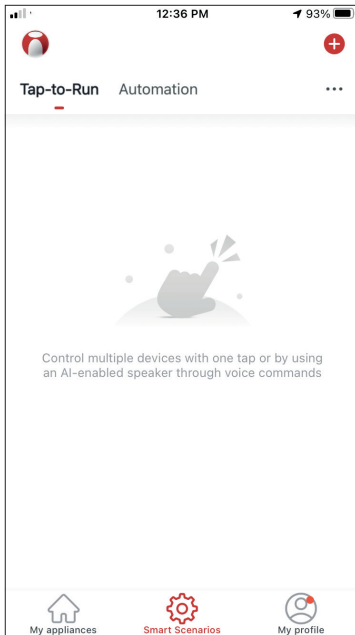 12:36 PM
93%
Tap-to-Run Automation
Control multiple devices with one tap or by using
an AI-enabled speaker through voice commands
My appliances Smart Scenarios My profile